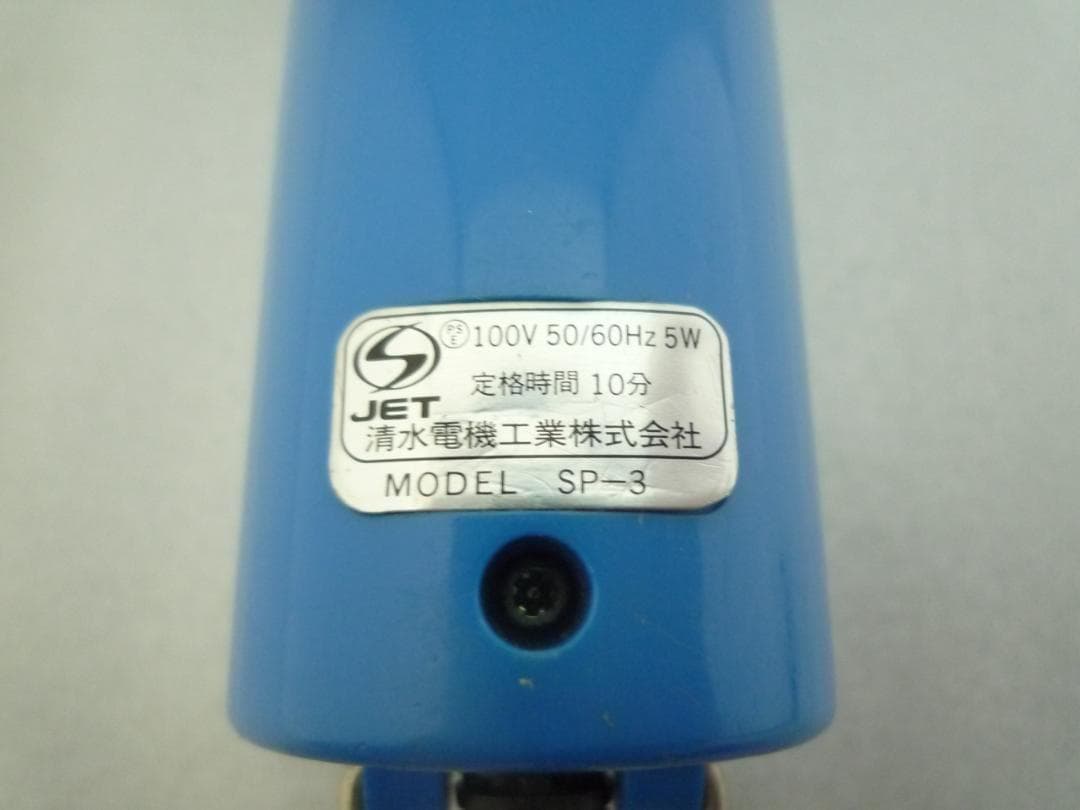 PSE 100V 50/60Hz 5W
定格時間 10分
JET
清水電機工業株式会社
MODEL SP-3